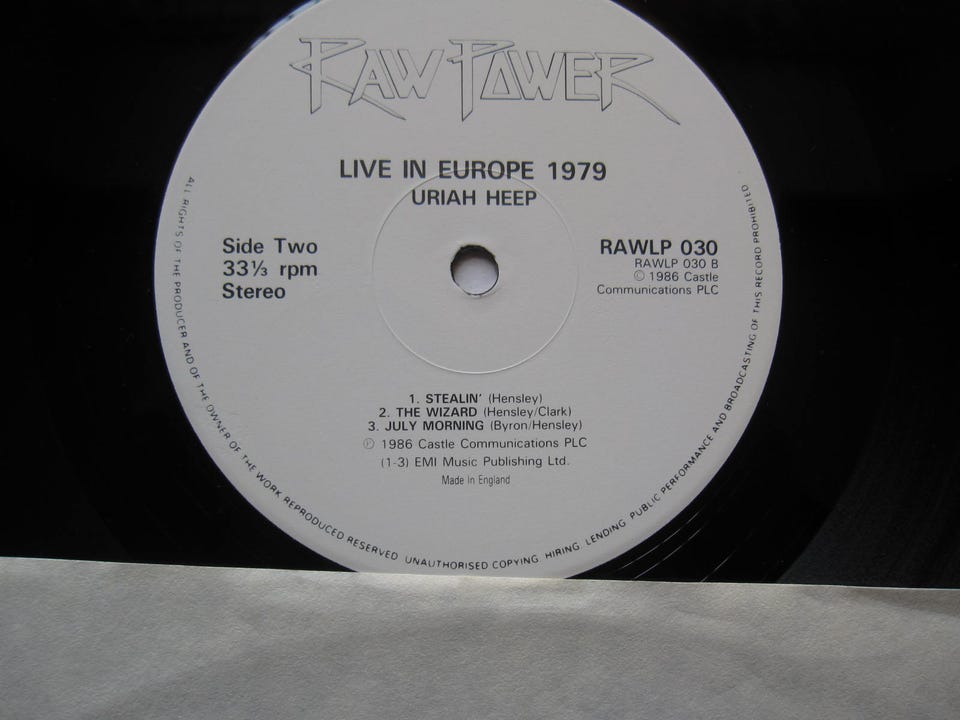 RAW POWER
LIVE IN EUROPE 1979
URIAH HEEP
Side Two
33⅓ rpm
Stereo
RAWLP 030
RAWLP 030 B
© 1986 Castle
Communications PLC
1. STEALIN' (Hensley)
2. THE WIZARD (Hensley/Clark)
3. JULY MORNING (Byron/Hensley)
℗ 1986 Castle Communications PLC
(1-3) EMI Music Publishing Ltd.
Made in England
ALL RIGHTS OF THE PRODUCER AND OF THE OWNER OF THE WORK REPRODUCED RESERVED UNAUTHORISED COPYING HIRING LENDING PUBLIC PERFORMANCE AND BROADCASTING OF THIS RECORD PROHIBITED